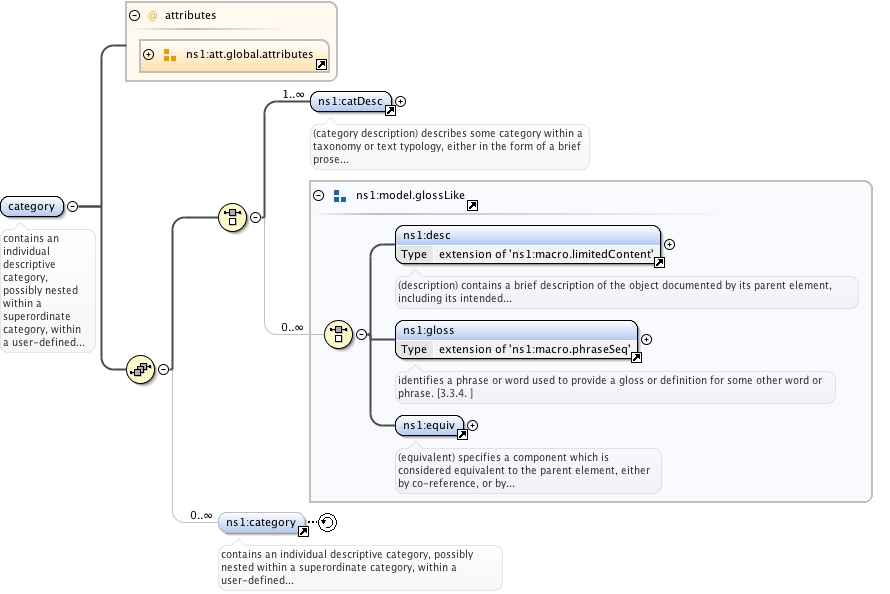 @ attributes
ns1:att.global.attributes
1..∞
ns1:catDesc
(category description) describes some category within a
taxonomy or text typology, either in the form of a brief
prose...
ns1:model.glossLike
category
contains an
individual
descriptive
category,
possibly nested
within a
superordinate
category, within
a user-defined...
ns1:desc
Type extension of 'ns1:macro.limitedContent'
(description) contains a brief description of the object documented by its parent element,
including its intended...
0..∞
ns1:gloss
Type extension of 'ns1:macro.phraseSeq'
identifies a phrase or word used to provide a gloss or definition for some other word or
phrase. [3.3.4. ]
ns1:equiv
(equivalent) specifies a component which is
considered equivalent to the parent element, either
by co-reference, or by...
0..∞
ns1:category
contains an individual descriptive category, possibly
nested within a superordinate category, within a
user-defined...